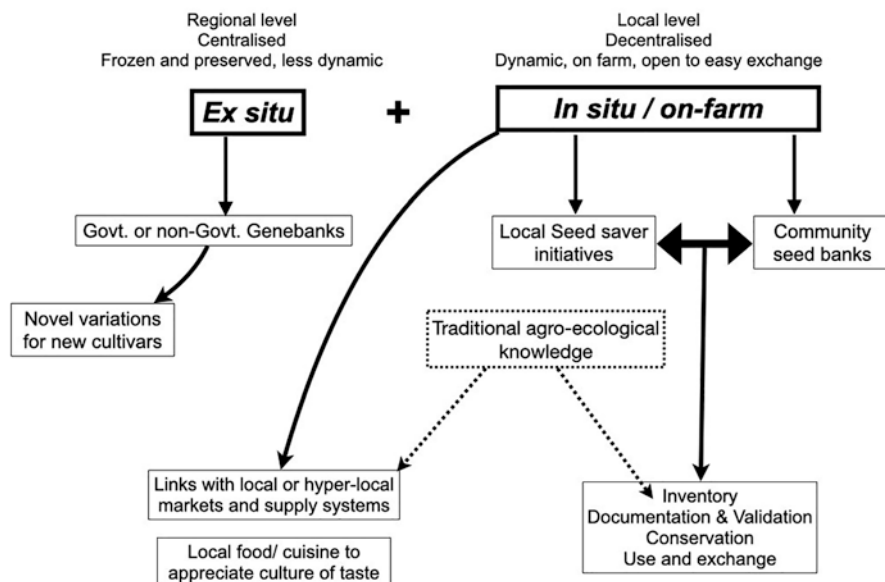 Regional level
Centralised
Frozen and preserved, less dynamic
Local level
Decentralised
Dynamic, on farm, open to easy exchange
Ex situ
+
In situ / on-farm
Govt. or non-Govt. Genebanks
Local Seed saver
initiatives
Community
seed banks
Novel variations
for new cultivars
Traditional agro-ecological
knowledge
Links with local or hyper-local
markets and supply systems
Inventory
Documentation & Validation
Conservation
Use and exchange
Local food/ cuisine to
appreciate culture of taste